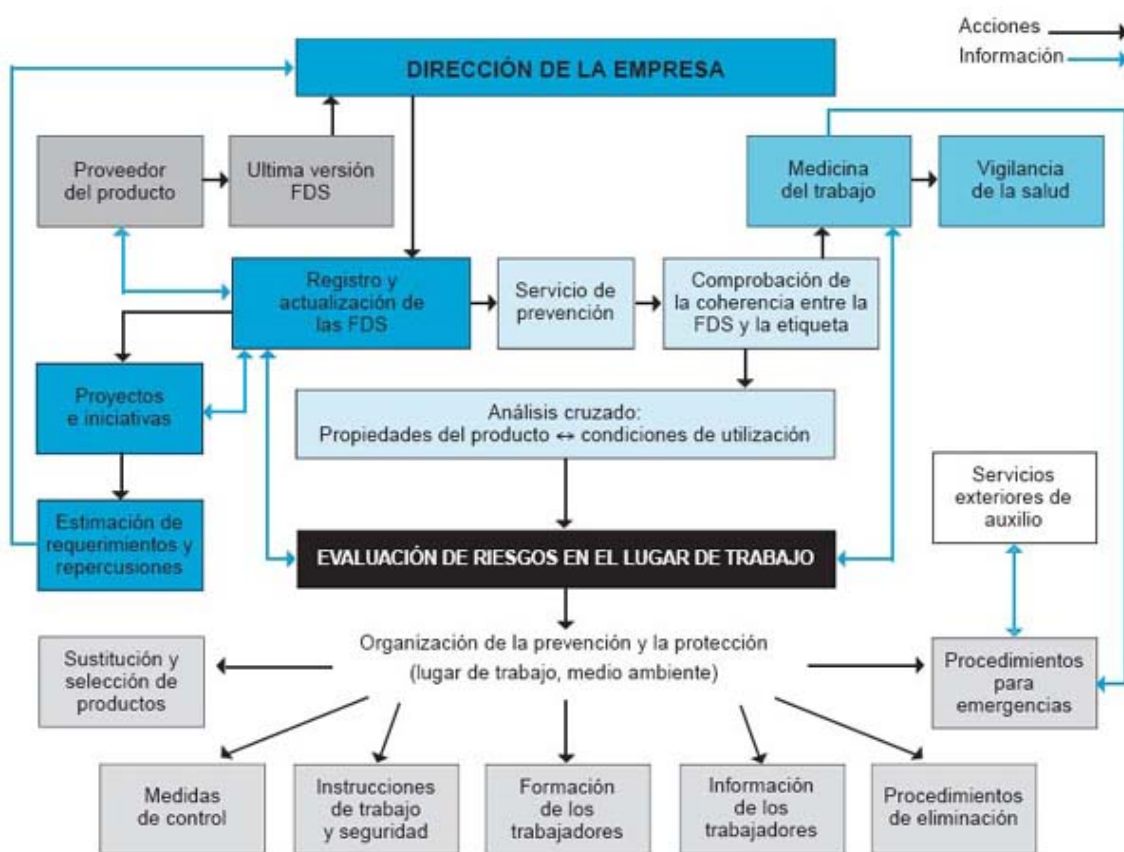 Acciones
Información
DIRECCIÓN DE LA EMPRESA
Proveedor
del producto
Ultima versión
FDS
Medicina
del trabajo
Vigilancia
de la salud
Registro y
actualización de
las FDS
Servicio de
prevención
Comprobación de
la coherencia entre la
FDS y la etiqueta
Proyectos
e iniciativas
Análisis cruzado:
Propiedades del producto ↔ condiciones de utilización
Servicios
exteriores de
auxilio
Estimación de
requerimientos y
repercusiones
EVALUACIÓN DE RIESGOS EN EL LUGAR DE TRABAJO
Organización de la prevención y la protección
(lugar de trabajo, medio ambiente)
Sustitución y
selección de
productos
Procedimientos
para
emergencias
Medidas
de control
Instrucciones
de trabajo
y seguridad
Formación
de los
trabajadores
Información
de los
trabajadores
Procedimientos
de eliminación